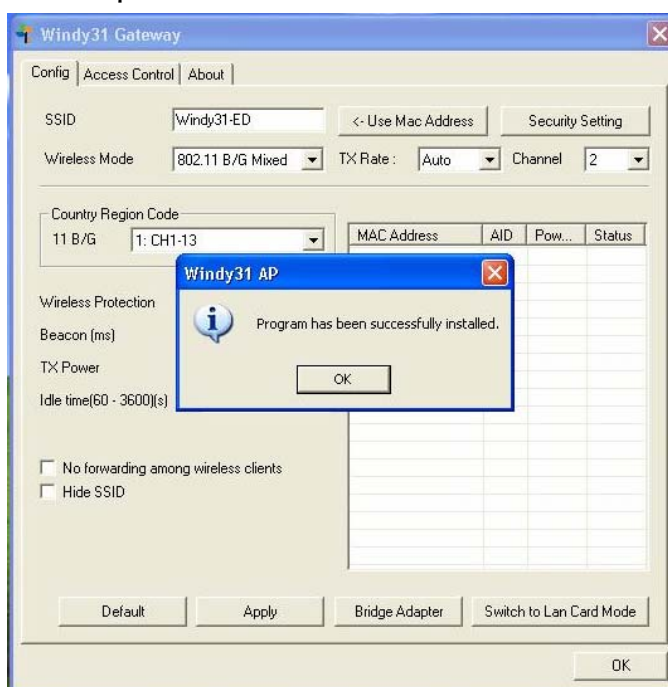 Windy31 Gateway
Config Access Control About
SSID Windy31-ED <- Use Mac Address Security Setting
Wireless Mode 802.11 B/G Mixed TX Rate : Auto Channel 2
Country Region Code
11 B/G 1: CH1-13
MAC Address AID Pow... Status
Windy31 AP
Program has been successfully installed.
OK
Wireless Protection
Beacon (ms)
TX Power
Idle time(60 - 3600)(s)
No forwarding among wireless clients
Hide SSID
Default Apply Bridge Adapter Switch to Lan Card Mode
OK